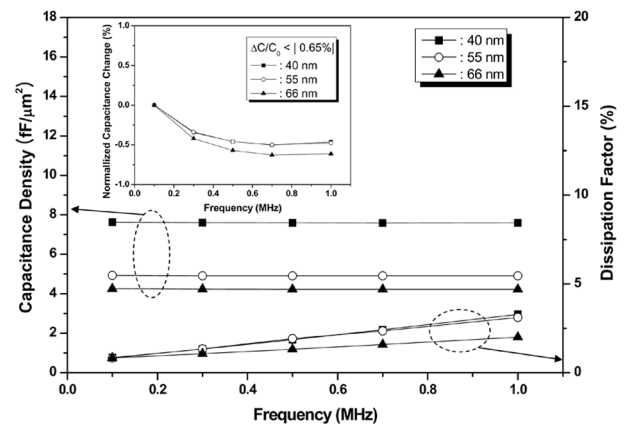 Capacitance Density (fF/μm²)
18
16
14
12
10
8
6
4
2
0
0.0
0.2
0.4
0.6
0.8
1.0
Frequency (MHz)
Dissipation Factor (%)
20
15
10
5
0
: 40 nm
: 55 nm
: 66 nm
Normallized Capacitance Change (%)
1.0
0.5
0.0
-0.5
-1.0
0.0
0.2
0.4
0.6
0.8
1.0
Frequency (MHz)
ΔC/C₀ < | 0.65%|
: 40 nm
: 55 nm
: 66 nm